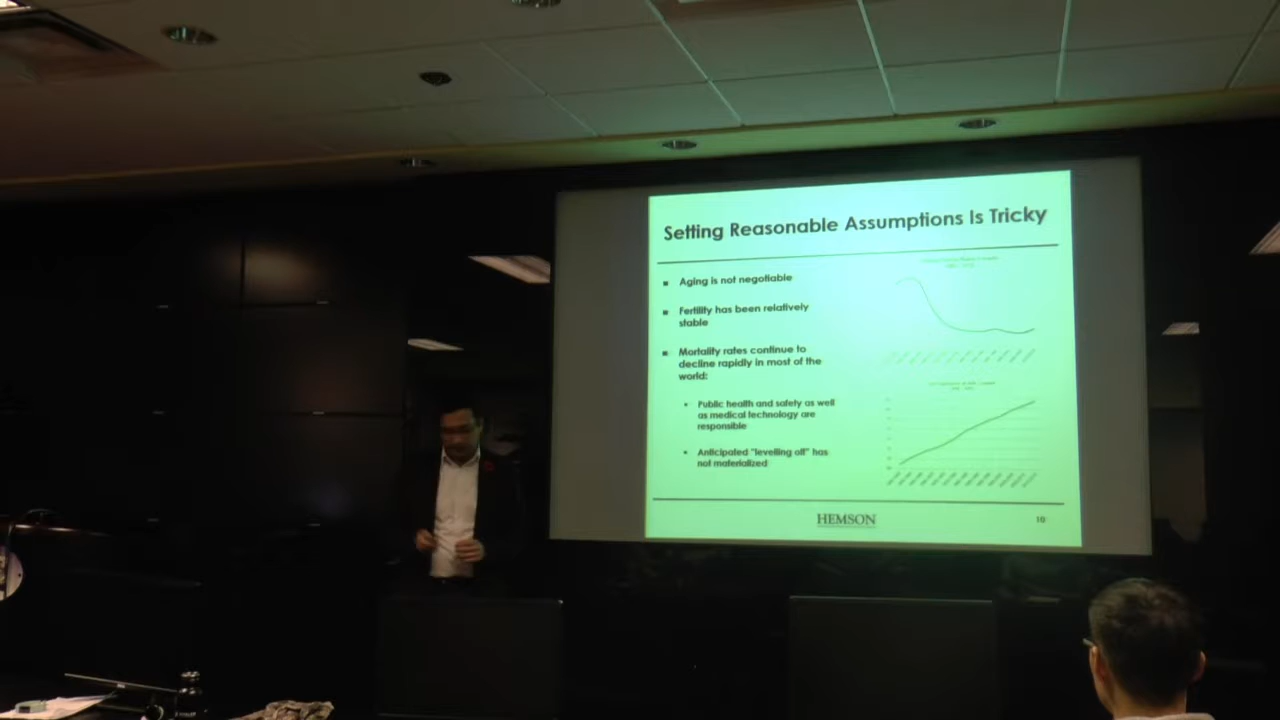 Setting Reasonable Assumptions Is Tricky
Aging is not negotiable
Fertility has been relatively
stable
Mortality rates continue to
decline rapidly in most of the
world:
Public health and safety as well
as medical technology are
responsible
Anticipated "levelling off" has
not materialized
HEMSON
10